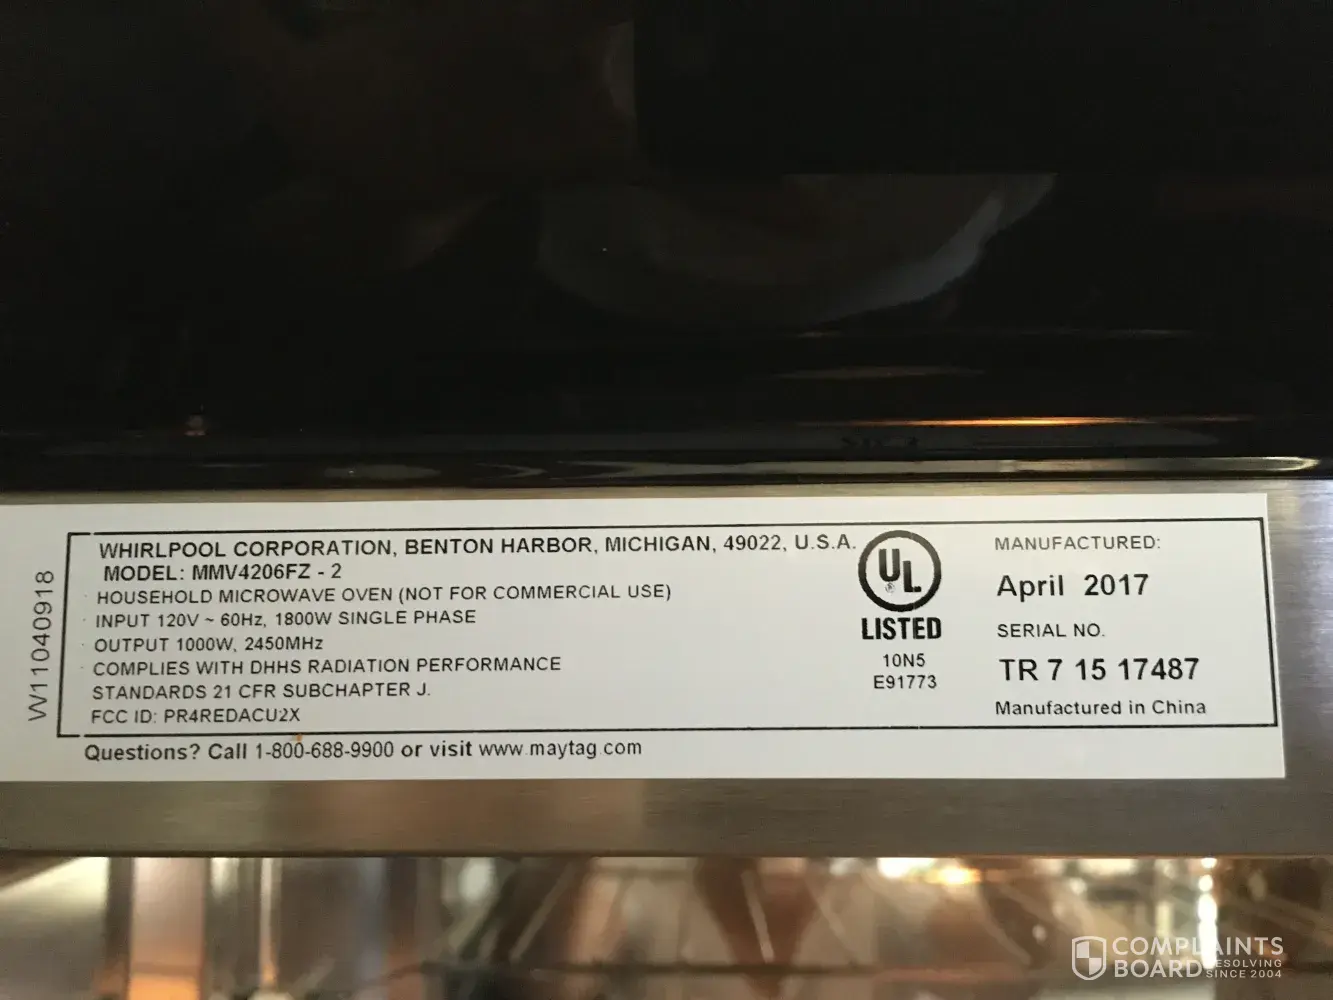 WHIRLPOOL CORPORATION, BENTON HARBOR, MICHIGAN, 49022, U.S.A.
MODEL: MMV4206FZ - 2
· HOUSEHOLD MICROWAVE OVEN (NOT FOR COMMERCIAL USE)
· INPUT 120V ~ 60Hz, 1800W SINGLE PHASE
· OUTPUT 1000W, 2450MHz
· COMPLIES WITH DHHS RADIATION PERFORMANCE
STANDARDS 21 CFR SUBCHAPTER J.
FCC ID: PR4REDACU2X
W11040918
UL
®
LISTED
10N5
E91773
MANUFACTURED:
April 2017
SERIAL NO.
TR 7 15 17487
Manufactured in China
Questions? Call 1-800-688-9900 or visit www.maytag.com
COMPLAINTS
BOARD RESOLVING
SINCE 2004